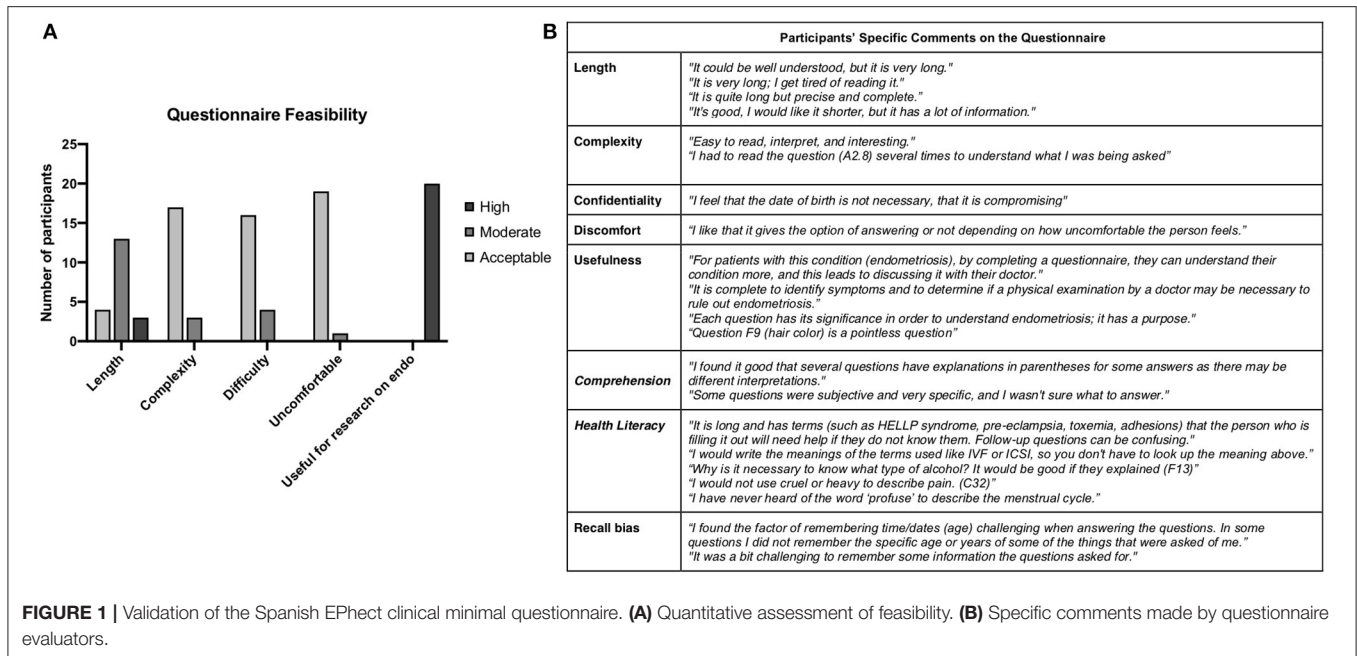 A
Questionnaire Feasibility
Number of participants
25
20
15
10
5
0
Length
Complexity
Difficulty
Uncomfortable
Useful for research on endo
High
Moderate
Acceptable
B
Participants' Specific Comments on the Questionnaire
Length
"It could be well understood, but it is very long."
"It is very long; I get tired of reading it."
“It is quite long but precise and complete.”
"It's good, I would like it shorter, but it has a lot of information."
Complexity
"Easy to read, interpret, and interesting."
“I had to read the question (A2.8) several times to understand what I was being asked”
Confidentiality
"I feel that the date of birth is not necessary, that it is compromising"
Discomfort
“I like that it gives the option of answering or not depending on how uncomfortable the person feels.”
Usefulness
"For patients with this condition (endometriosis), by completing a questionnaire, they can understand their
condition more, and this leads to discussing it with their doctor."
"It is complete to identify symptoms and to determine if a physical examination by a doctor may be necessary to
rule out endometriosis.”
"Each question has its significance in order to understand endometriosis; it has a purpose."
“Question F9 (hair color) is a pointless question”
Comprehension
"I found it good that several questions have explanations in parentheses for some answers as there may be
different interpretations."
"Some questions were subjective and very specific, and I wasn't sure what to answer."
Health Literacy
"It is long and has terms (such as HELLP syndrome, pre-eclampsia, toxemia, adhesions) that the person who is
filling it out will need help if they do not know them. Follow-up questions can be confusing."
“I would write the meanings of the terms used like IVF or ICSI, so you don't have to look up the meaning above.”
“Why is it necessary to know what type of alcohol? It would be good if they explained (F13)”
“I would not use cruel or heavy to describe pain. (C32)”
“I have never heard of the word ‘profuse’ to describe the menstrual cycle.”
Recall bias
“I found the factor of remembering time/dates (age) challenging when answering the questions. In some
questions I did not remember the specific age or years of some of the things that were asked of me.”
"It was a bit challenging to remember some information the questions asked for."
FIGURE 1 | Validation of the Spanish EPhect clinical minimal questionnaire. (A) Quantitative assessment of feasibility. (B) Specific comments made by questionnaire
evaluators.